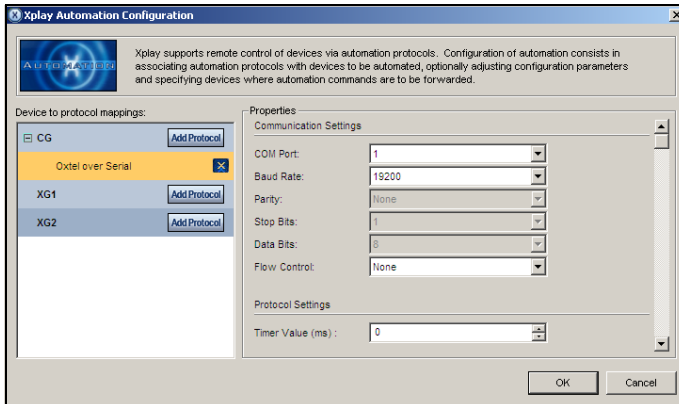 Xplay Automation Configuration
AUTOMATION
Xplay supports remote control of devices via automation protocols. Configuration of automation consists in
associating automation protocols with devices to be automated, optionally adjusting configuration parameters
and specifying devices where automation commands are to be forwarded.
Device to protocol mappings:
CG Add Protocol
Oxtel over Serial
XG1 Add Protocol
XG2 Add Protocol
Properties
Communication Settings
COM Port: 1
Baud Rate: 19200
Parity: None
Stop Bits: 1
Data Bits: 8
Flow Control: None
Protocol Settings
Timer Value (ms) : 0
OK Cancel